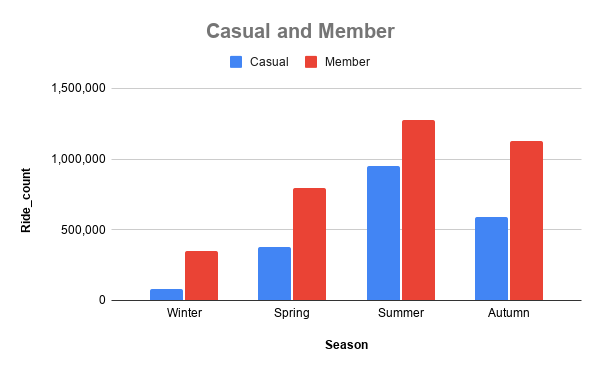 Casual and Member
Casual Member
1,500,000
1,000,000
500,000
0
Ride_count
Winter Spring Summer Autumn
Season